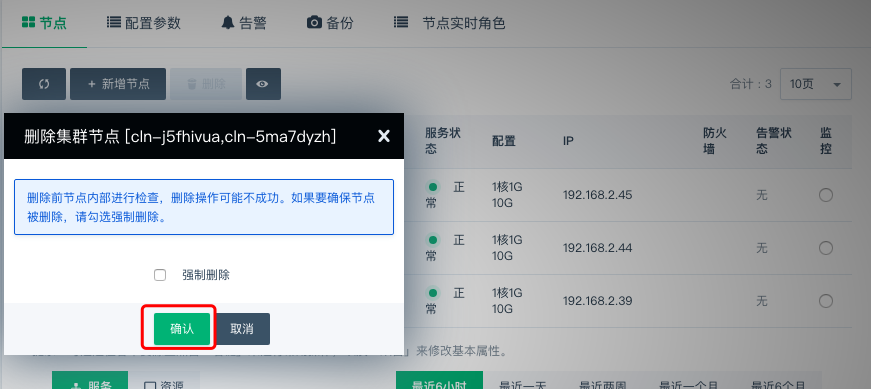 节点 配置参数 告警 备份 节点实时角色
+ 新增节点 删除 合计：3 10页
删除集群节点 [cln-j5fhivua,cln-5ma7dyzh]
删除前节点内部进行检查，删除操作可能不成功。如果要确保节点
被删除，请勾选强制删除。
强制删除
确认 取消
服务状 配置 IP 防火 告警状 监
态 墙 态 控
正 1核1G 192.168.2.45 无
常 10G
正 1核1G 192.168.2.44 无
常 10G
正 1核1G 192.168.2.39 无
常 10G
」来修改基本属性。
服务 资源 最近6小时 最近一天 最近两周 最近一个月 最近6个月